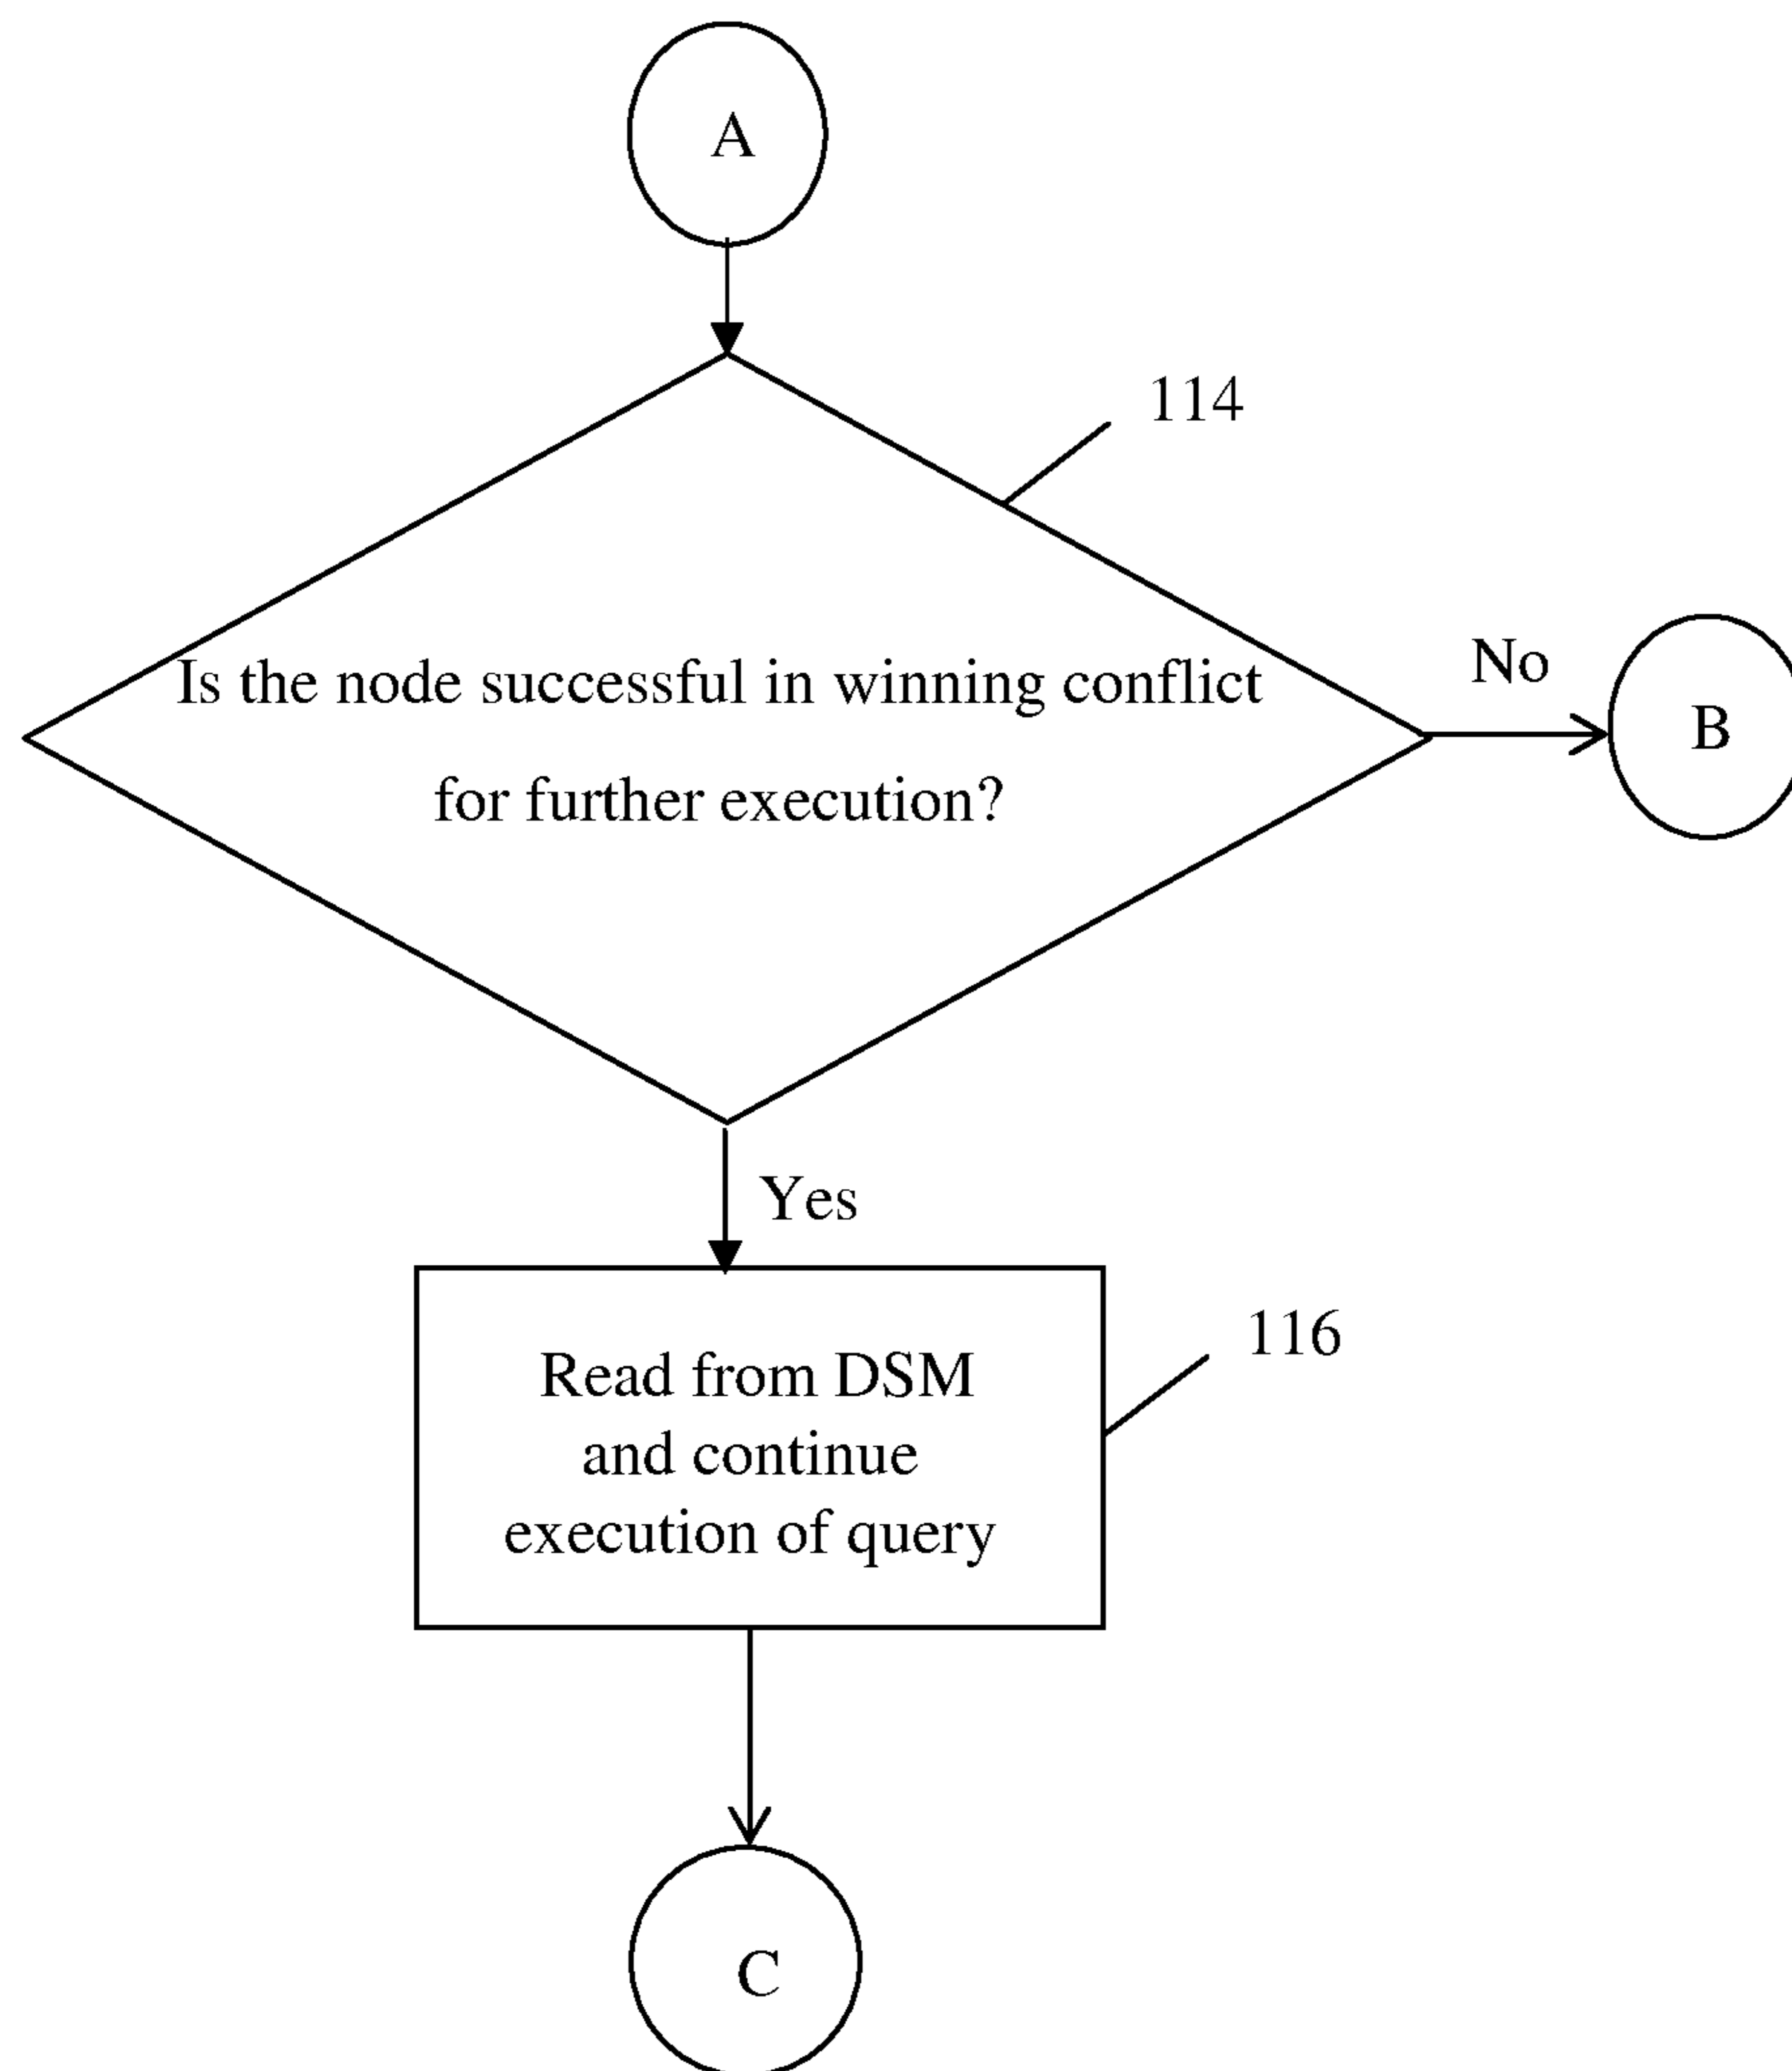 A
114
Is the node successful in winning conflict
for further execution?
No
B
Yes
116
Read from DSM
and continue
execution of query
C